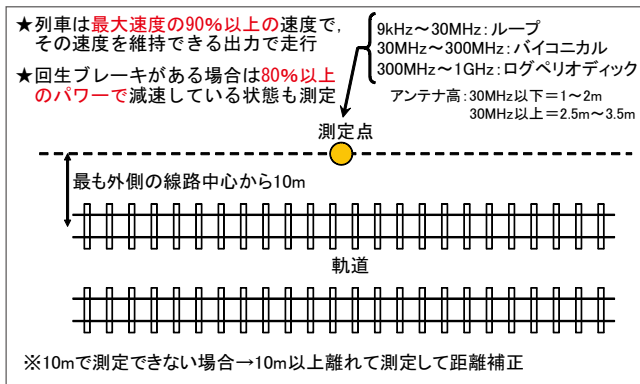 ★列車は最大速度の90%以上の速度で,
その速度を維持できる出力で走行
★回生ブレーキがある場合は80%以上
のパワーで減速している状態も測定
9kHz～30MHz:ループ
30MHz～300MHz:バイコニカル
300MHz～1GHz:ログペリオディック
アンテナ高:30MHz以下=1～2m
30MHz以上=2.5m～3.5m
測定点
最も外側の線路中心から10m
軌道
※10mで測定できない場合→10m以上離れて測定して距離補正